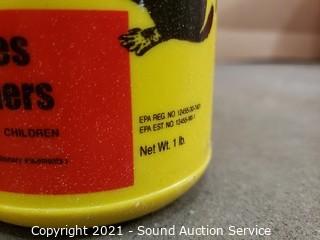 es
ers
CHILDREN
EPA REG. NO 12455-30-7401
EPA EST NO 12455-WI-1
Net Wt. 1 lb.
Copyright 2021 - Sound Auction Service